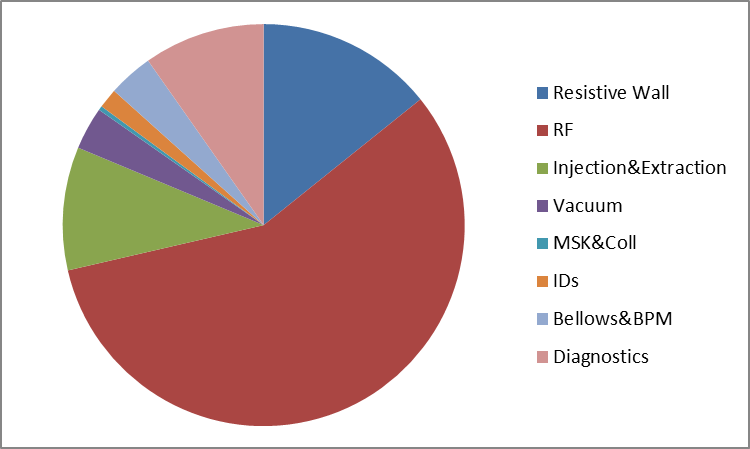 Resistive Wall
RF
Injection&Extraction
Vacuum
MSK&Coll
IDs
Bellows&BPM
Diagnostics